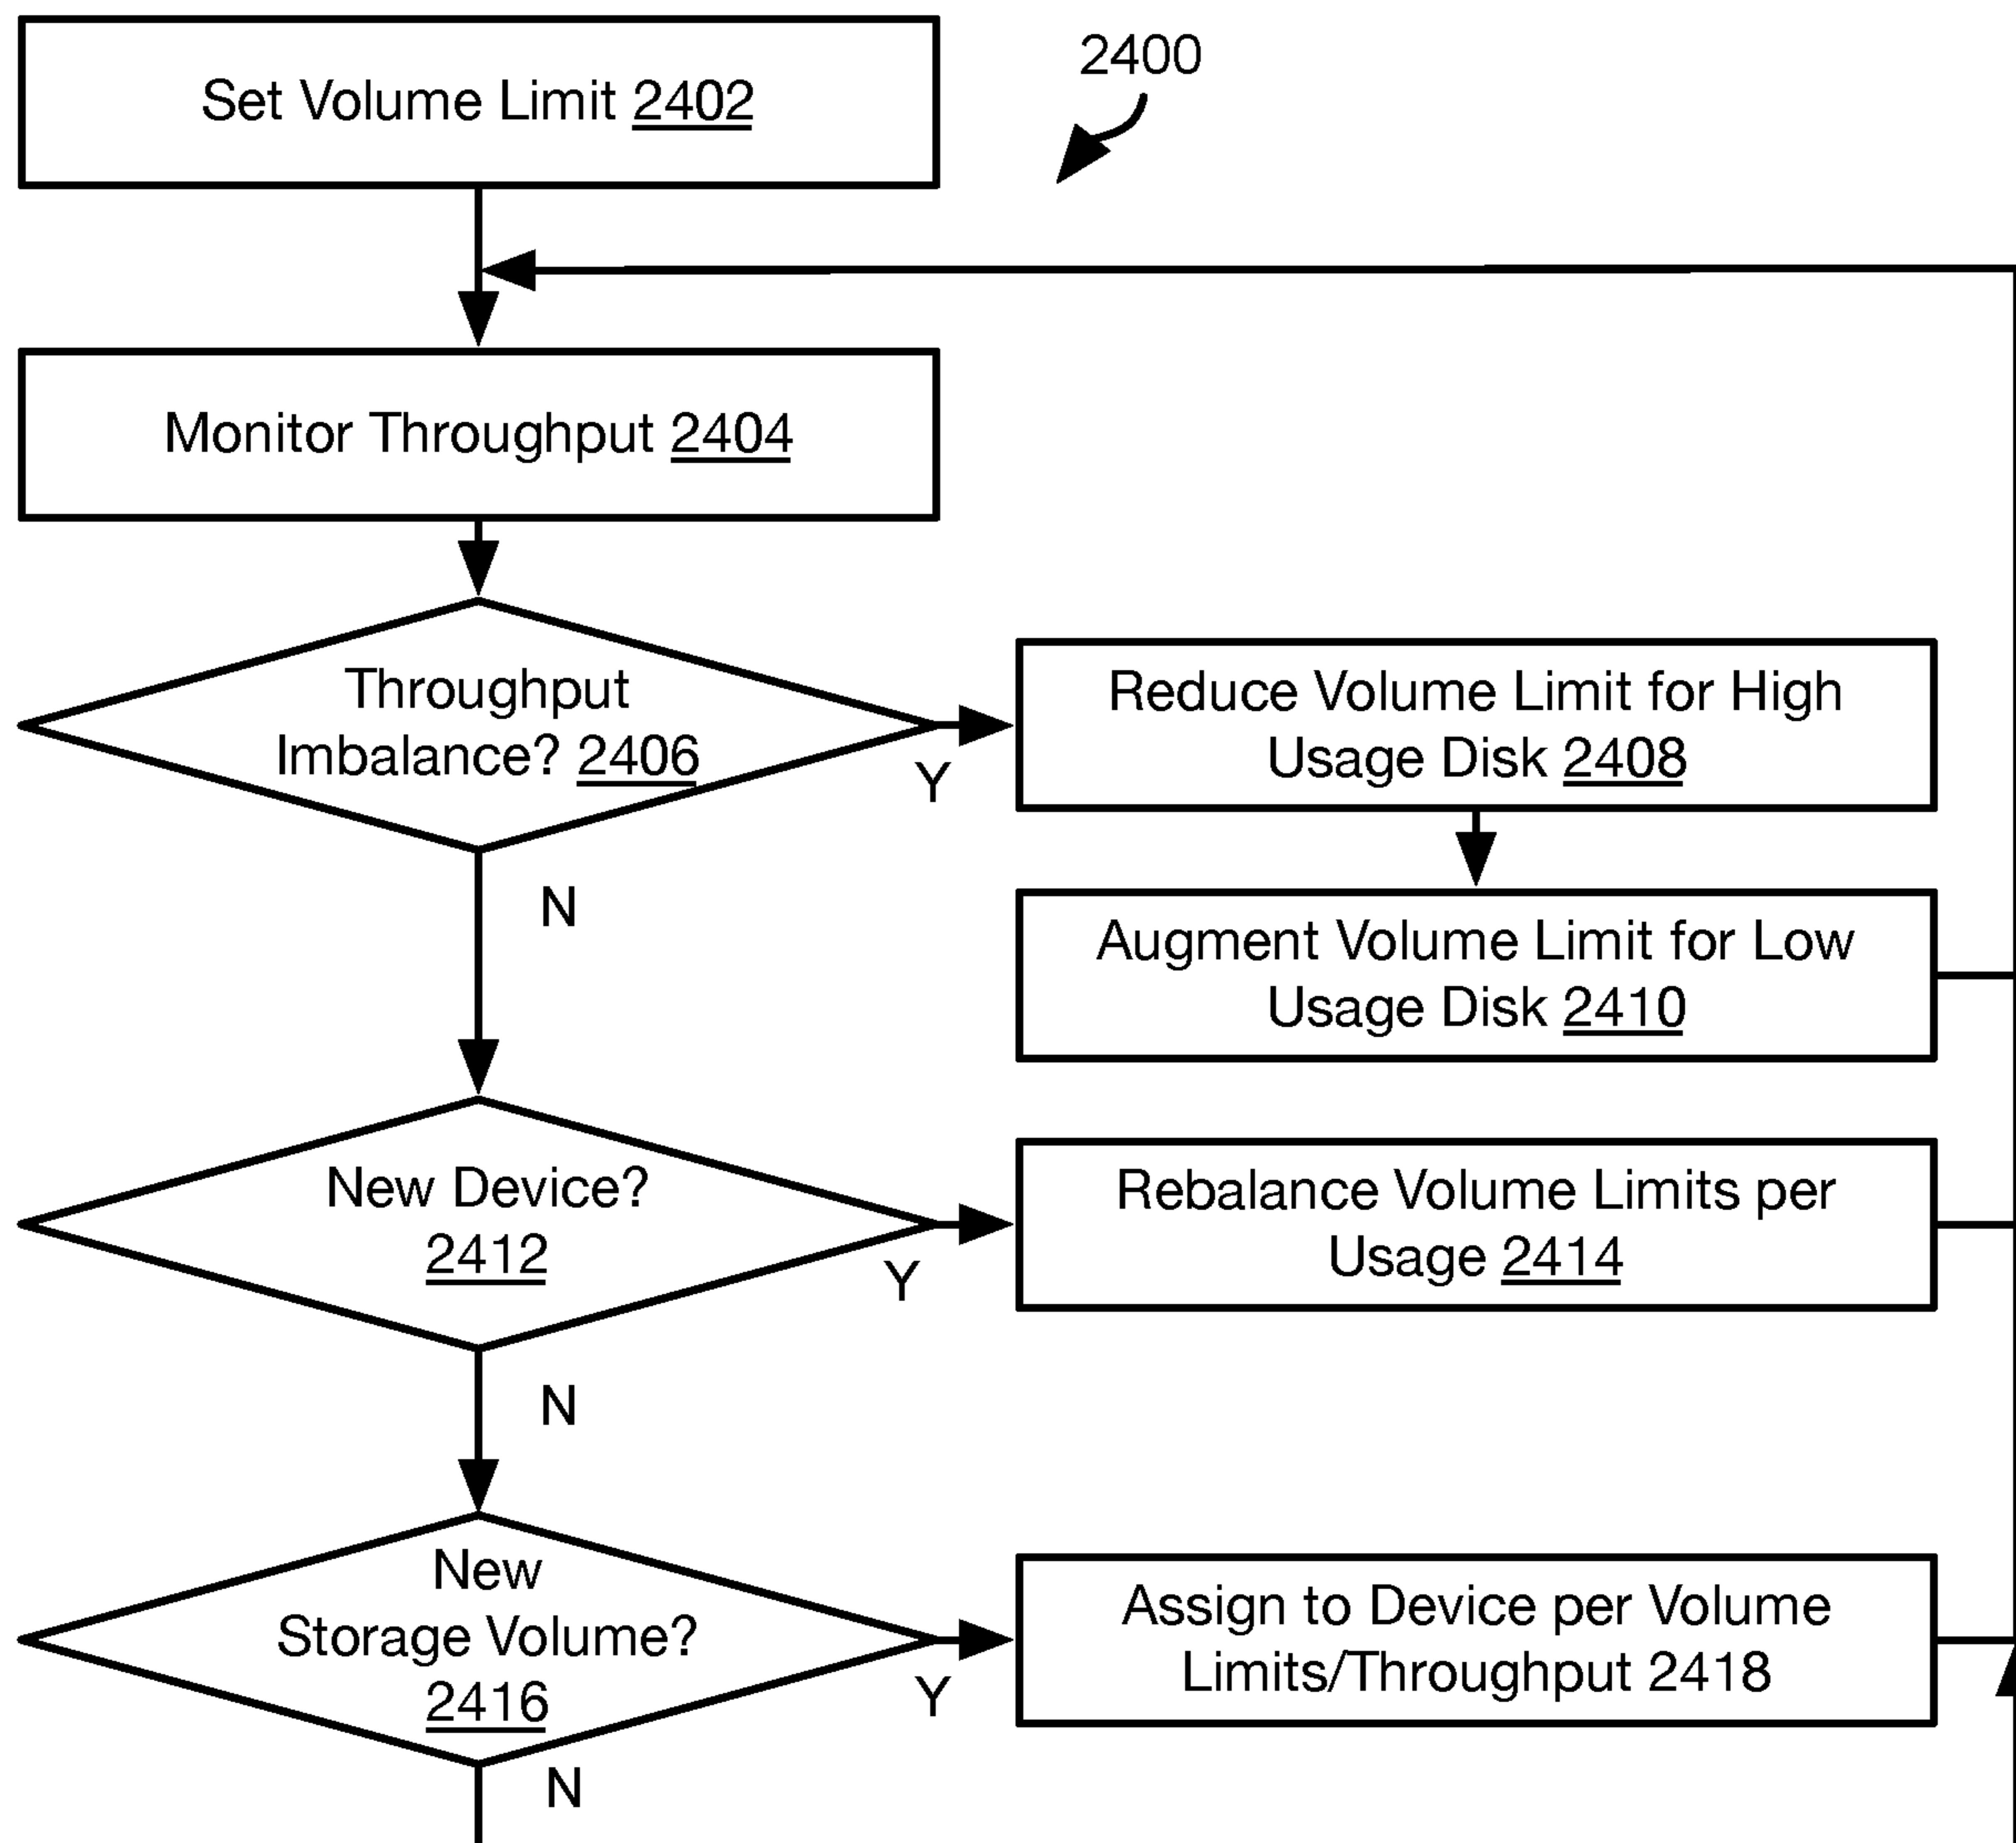 Set Volume Limit 2402
2400
Monitor Throughput 2404
Throughput
Imbalance? 2406
Y
Reduce Volume Limit for High
Usage Disk 2408
N
Augment Volume Limit for Low
Usage Disk 2410
New Device?
2412
Y
Rebalance Volume Limits per
Usage 2414
N
New
Storage Volume?
2416
Y
Assign to Device per Volume
Limits/Throughput 2418
N